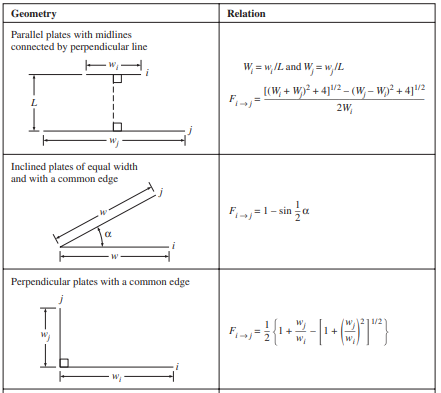 Geometry
Relation
Parallel plates with midlines
connected by perpendicular line
w_i
i
L
j
w_j
W_i = w_i/L and W_j = w_j/L
F_{i→j} = [(W_i + W_j)² + 4]^{1/2} – (W_j – W_i)² + 4]^{1/2} / 2W_i
Inclined plates of equal width
and with a common edge
j
w
α
i
w
F_{i→j} = 1 – sin 1/2 α
Perpendicular plates with a common edge
j
w_j
i
w_i
F_{i→j} = 1/2 {1 + w_j/w_i – [1 + (w_j/w_i)²]^{1/2}}